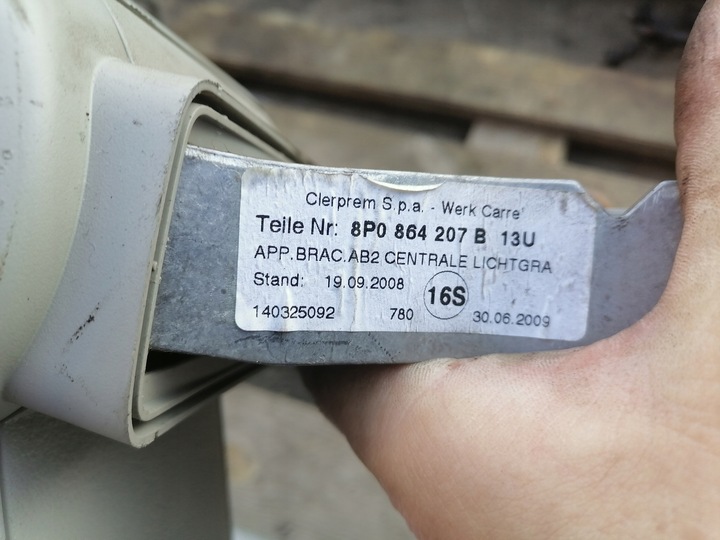 Clerprem S.p.a. - Werk Carre'
Teile Nr: 8P0 864 207 B 13U
APP.BRAC.AB2 CENTRALE LICHTGRA
Stand: 19.09.2008 16S
140325092 780 30.06.2009